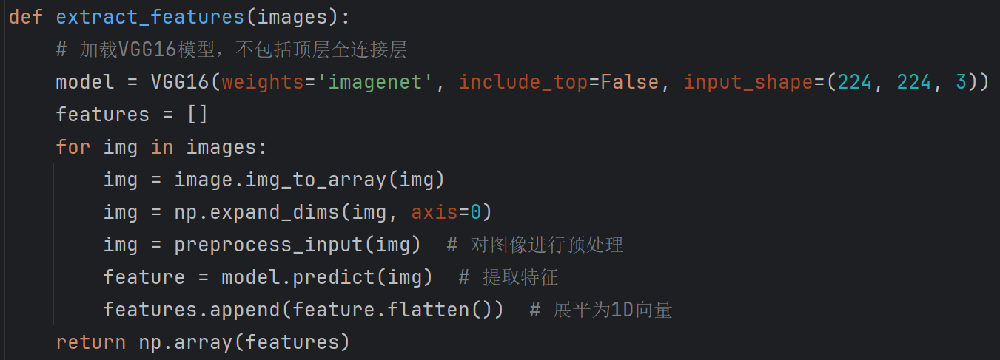 def extract_features(images):
    # 加载VGG16模型，不包括顶层全连接层
    model = VGG16(weights='imagenet', include_top=False, input_shape=(224, 224, 3))
    features = []
    for img in images:
        img = image.img_to_array(img)
        img = np.expand_dims(img, axis=0)
        img = preprocess_input(img)  # 对图像进行预处理
        feature = model.predict(img)  # 提取特征
        features.append(feature.flatten())  # 展平为1D向量
    return np.array(features)